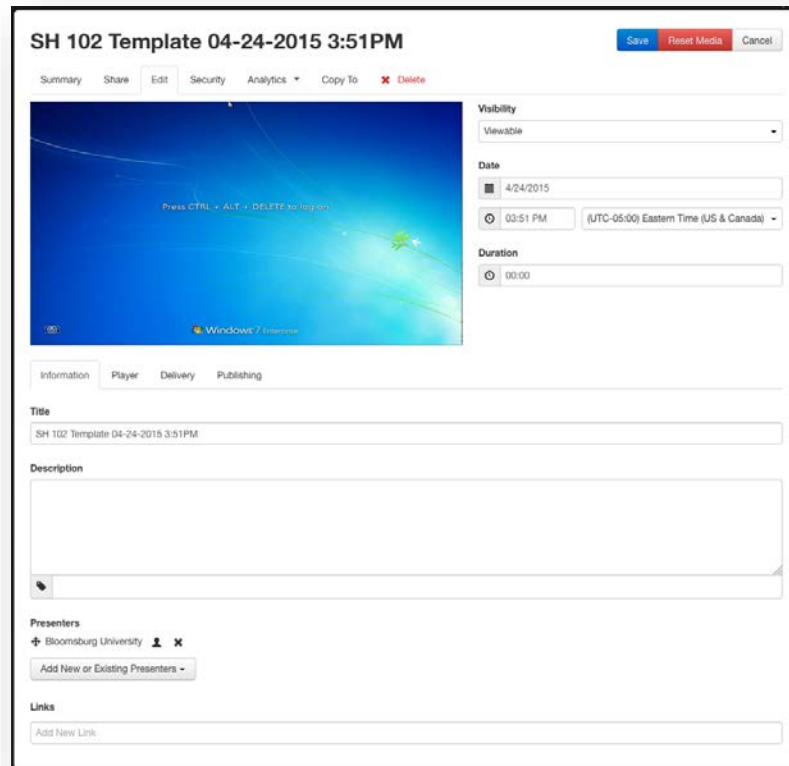 SH 102 Template 04-24-2015 3:51PM
Save Reset Media Cancel
Summary Share Edit Security Analytics Copy To Delete
Press CTRL + ALT + DELETE to log on
Windows 7 Enterprise
Visibility
Viewable
Date
4/24/2015
03:51 PM (UTC-05:00) Eastern Time (US & Canada)
Duration
00:00
Information Player Delivery Publishing
Title
SH 102 Template 04-24-2015 3:51PM
Description
Presenters
Bloomsburg University
Add New or Existing Presenters
Links
Add New Link